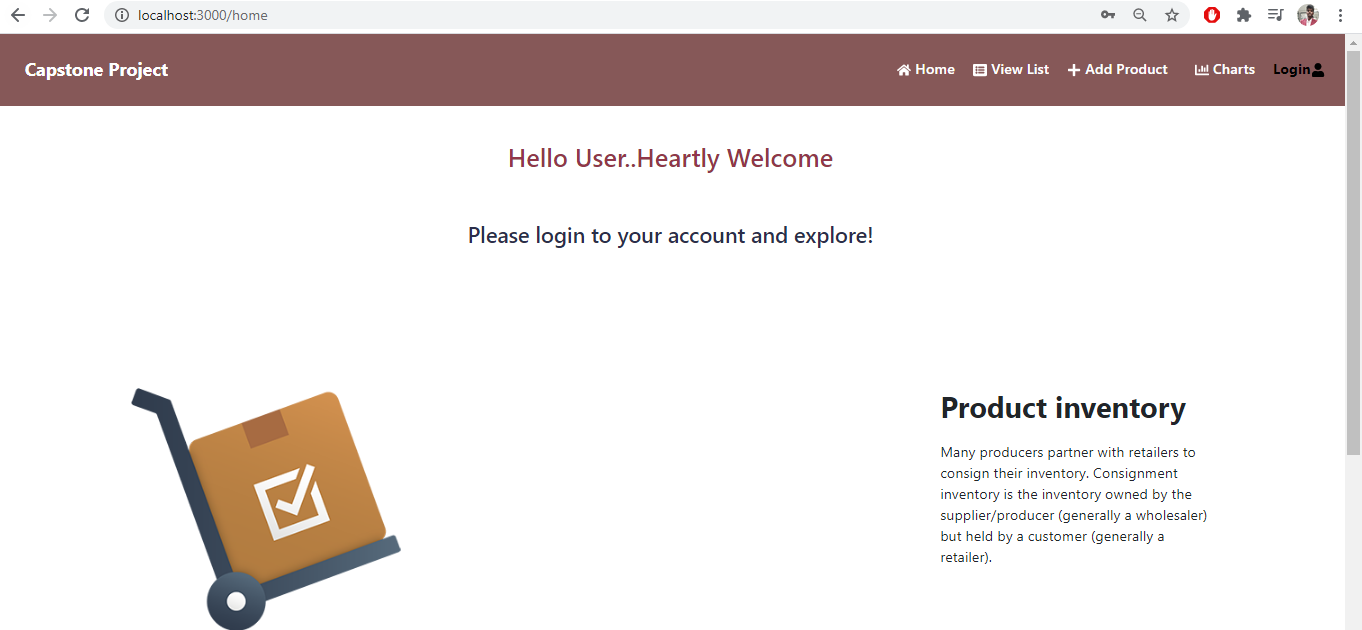 localhost:3000/home
Capstone Project
Home View List Add Product Charts Login
Hello User..Heartly Welcome
Please login to your account and explore!
Product inventory
Many producers partner with retailers to
consign their inventory. Consignment
inventory is the inventory owned by the
supplier/producer (generally a wholesaler)
but held by a customer (generally a
retailer).